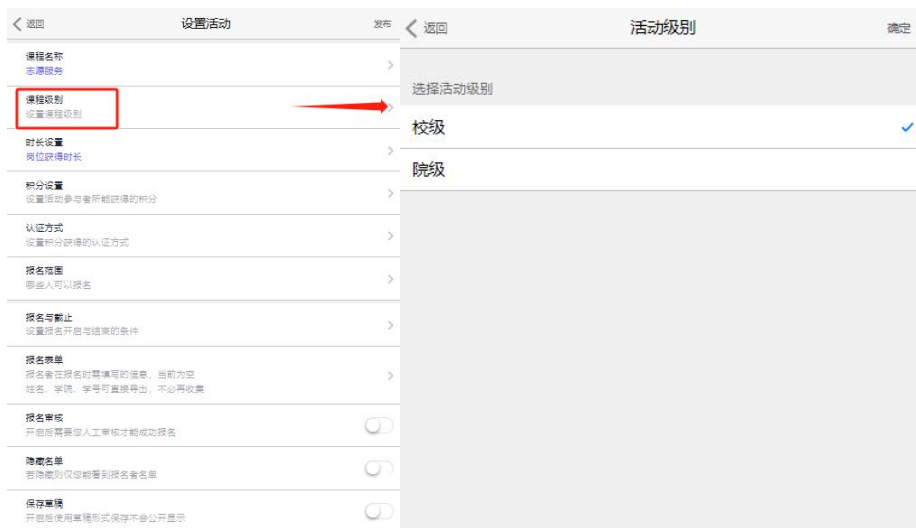 返回
设置活动
发布
课程名称
志愿服务
课程级别
设置课程级别
时长设置
岗位获得时长
积分设置
设置活动参与者所能获得的积分
认证方式
设置积分获得的认证方式
报名范围
哪些人可以报名
报名与截止
设置报名开启与结束的条件
报名表单
报名者在报名时需填写的信息，当前为空
姓名、学院、学号可直接导出，不必再收集
报名审核
开启后需要您人工审核才能成功报名
隐藏名单
若隐藏则仅您能看到报名者名单
保存草稿
开启后使用草稿形式保存不会公开显示
返回
活动级别
确定
选择活动级别
校级
院级